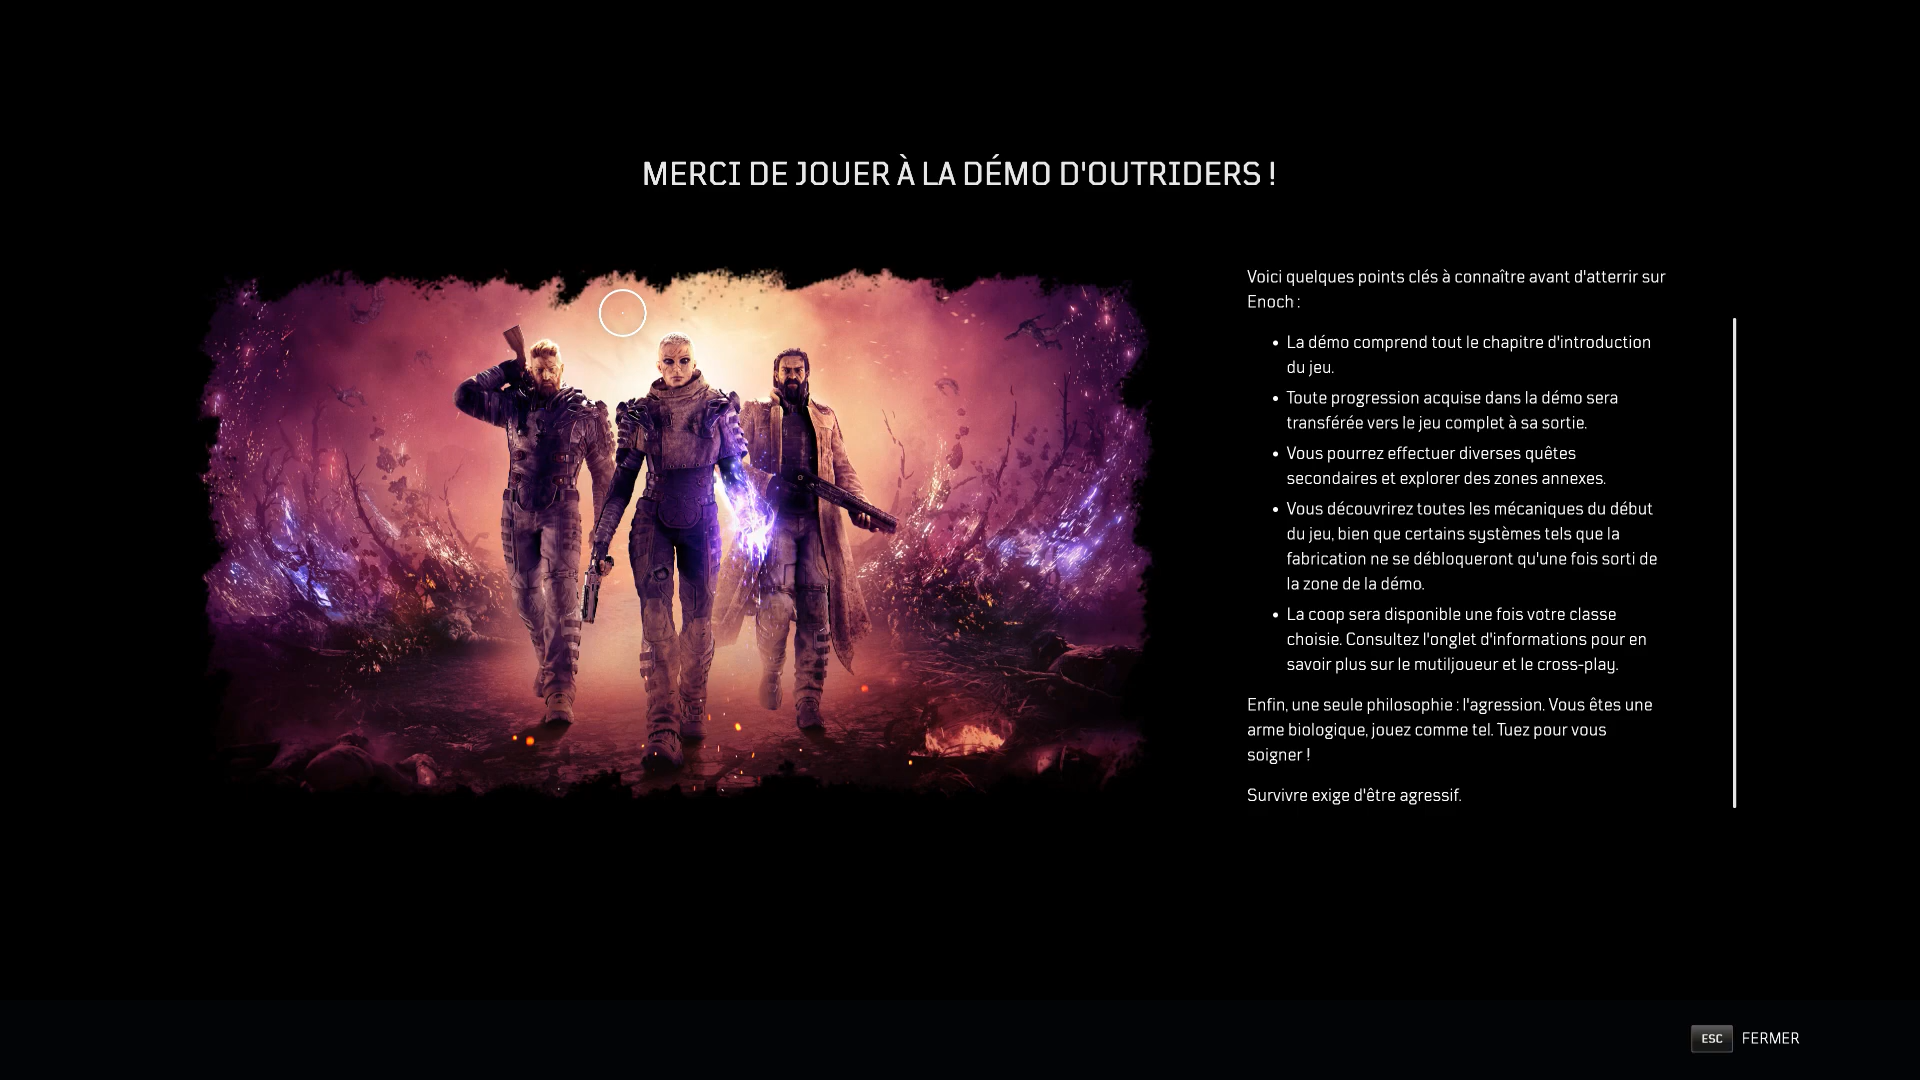 MERCI DE JOUER À LA DÉMO D'OUTRIDERS !
Voici quelques points clés à connaître avant d'atterrir sur
Enoch :
• La démo comprend tout le chapitre d'introduction
du jeu.
• Toute progression acquise dans la démo sera
transférée vers le jeu complet à sa sortie.
• Vous pourrez effectuer diverses quêtes
secondaires et explorer des zones annexes.
• Vous découvrirez toutes les mécaniques du début
du jeu, bien que certains systèmes tels que la
fabrication ne se débloqueront qu'une fois sorti de
la zone de la démo.
• La coop sera disponible une fois votre classe
choisie. Consultez l'onglet d'informations pour en
savoir plus sur le mutiljoueur et le cross-play.
Enfin, une seule philosophie : l'agression. Vous êtes une
arme biologique, jouez comme tel. Tuez pour vous
soigner !
Survivre exige d'être agressif.
ESC FERMER